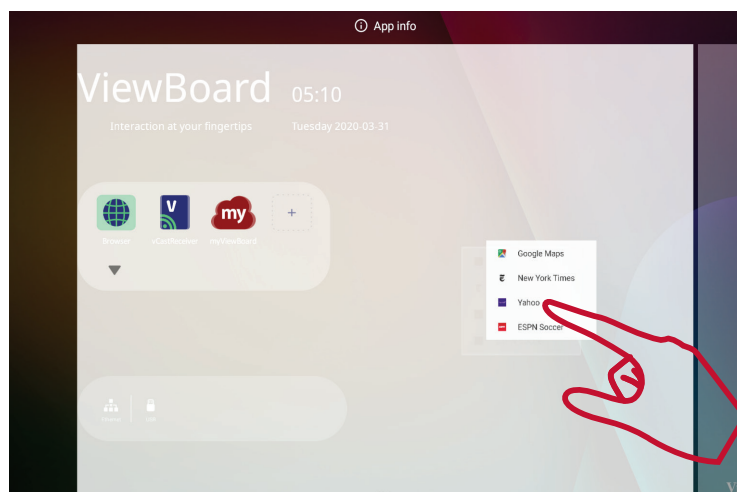 App info
ViewBoard 05:10
Interaction at your fingertips Tuesday 2020-03-31
V
my
+
Browser vCastReceiver myViewBoard
Google Maps
New York Times
Yahoo
ESPN Soccer